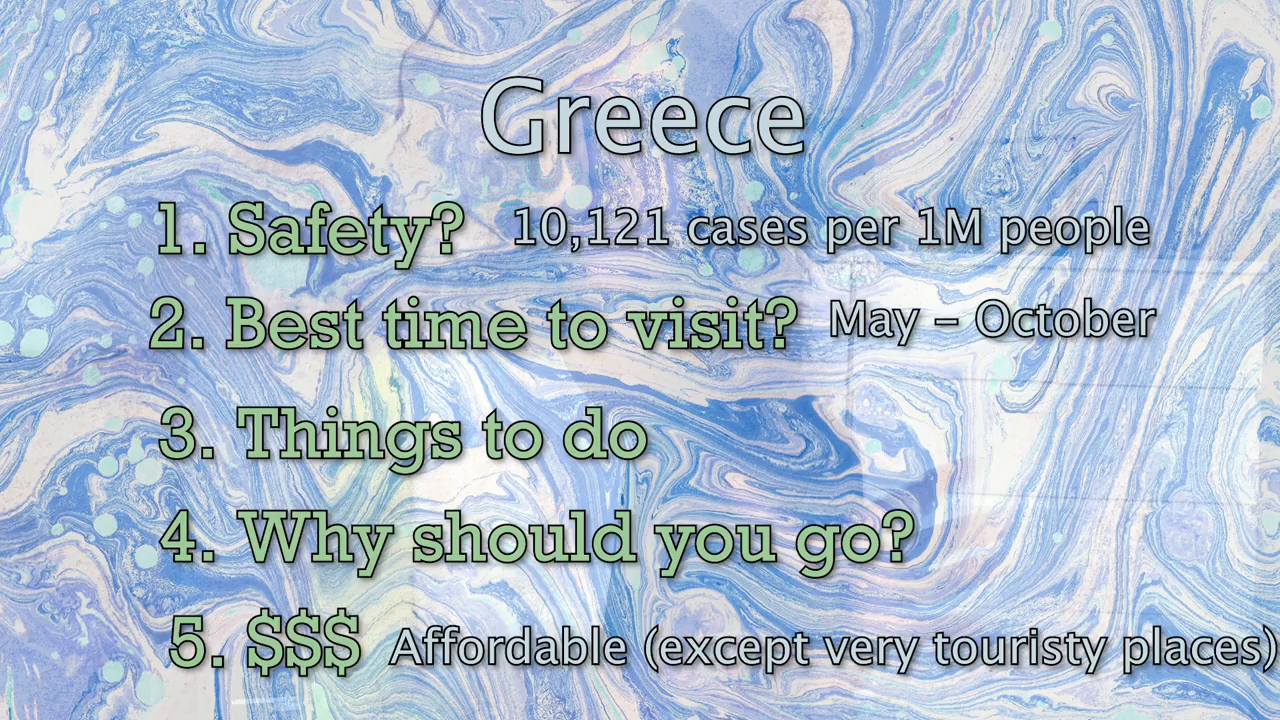 Greece
1. Safety? 10,121 cases per 1M people
2. Best time to visit? May – October
3. Things to do
4. Why should you go?
5. $$$ Affordable (except very touristy places)